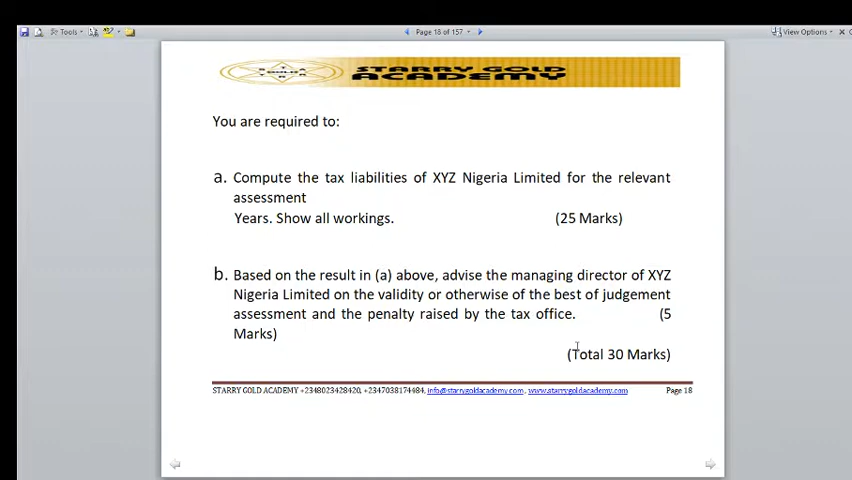 Tools
Page 18 of 157
View Options
STARRY GOLD
ACADEMY
You are required to:
a. Compute the tax liabilities of XYZ Nigeria Limited for the relevant
assessment
Years. Show all workings. (25 Marks)
b. Based on the result in (a) above, advise the managing director of XYZ
Nigeria Limited on the validity or otherwise of the best of judgement
assessment and the penalty raised by the tax office. (5
Marks)
(Total 30 Marks)
STARRY GOLD ACADEMY +2348023428420, +2347038174484, info@starrygoldacademy.com, www.starrygoldacademy.com Page 18